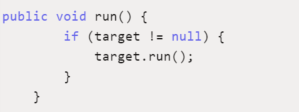 public void run() {
        if (target != null) {
            target.run();
        }
    }